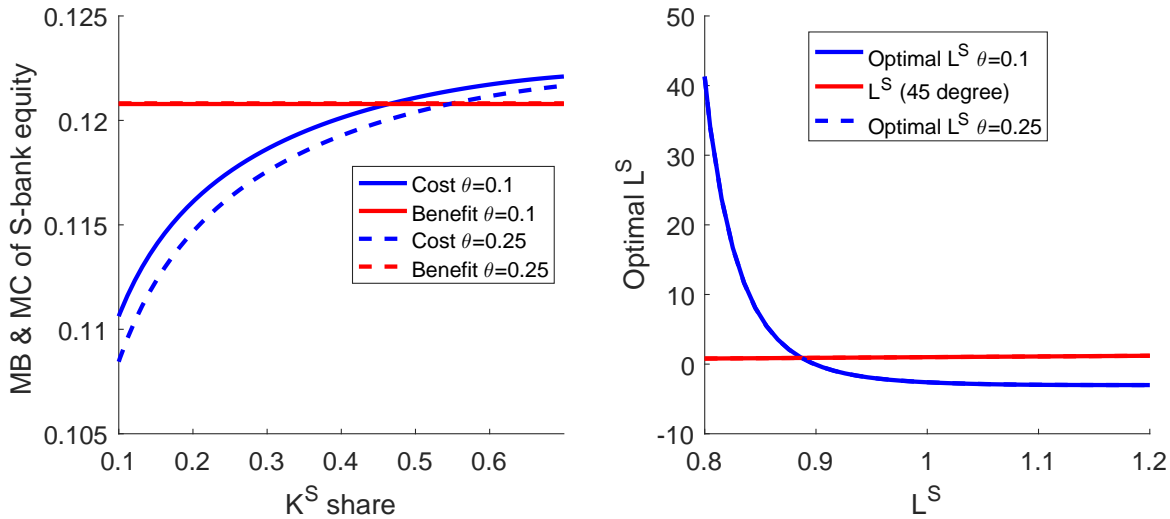 0.125
0.12
0.115
0.11
0.105
MB & MC of S-bank equity
Cost θ=0.1
Benefit θ=0.1
Cost θ=0.25
Benefit θ=0.25
0.1 0.2 0.3 0.4 0.5 0.6
K^S share
50
40
30
20
10
0
-10
Optimal L^S
Optimal L^S θ=0.1
L^S (45 degree)
Optimal L^S θ=0.25
0.8 0.9 1 1.1 1.2
L^S